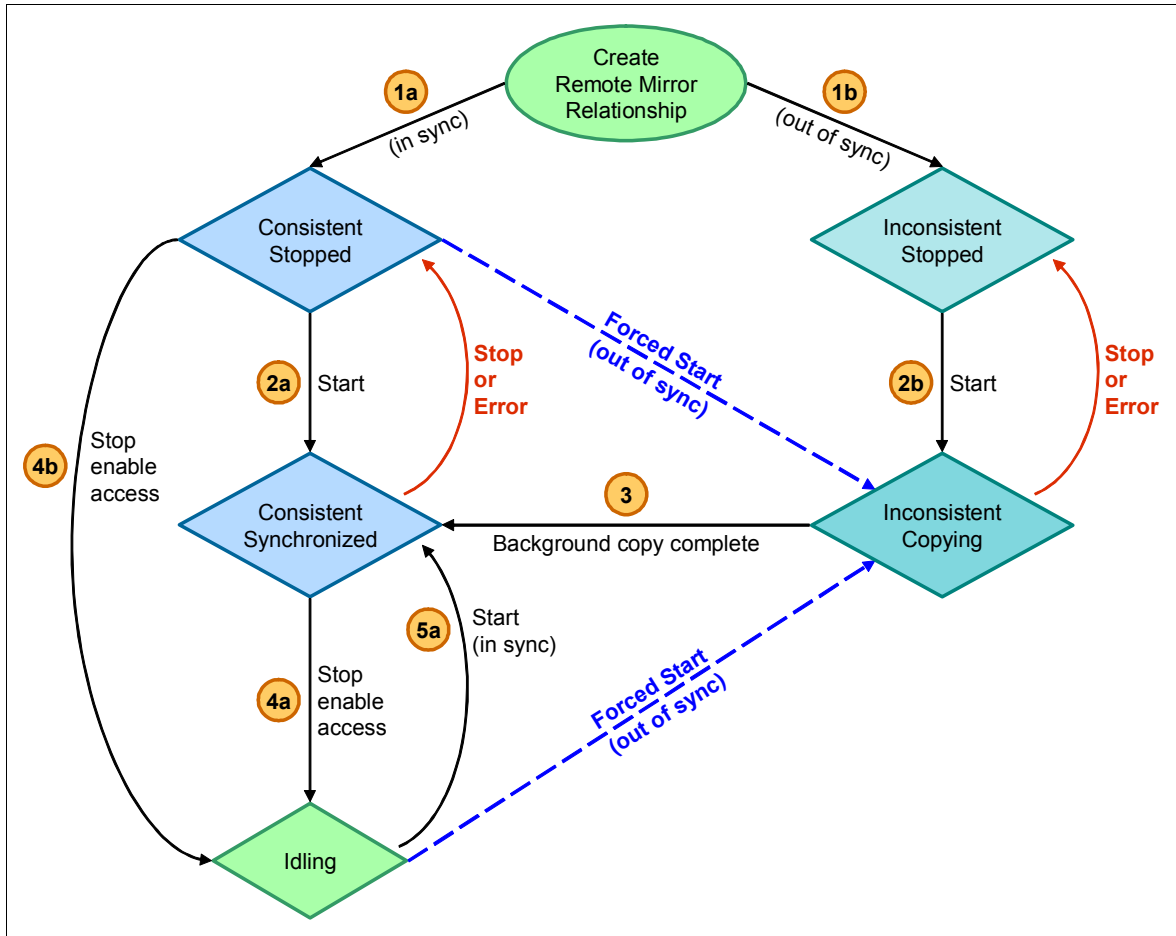 Create
Remote Mirror
Relationship
1a
(in sync)
1b
(out of sync)
Consistent
Stopped
Inconsistent
Stopped
Forced Start
(out of sync)
2a
Start
Stop
or
Error
2b
Start
Stop
or
Error
4b
Stop
enable
access
Consistent
Synchronized
3
Background copy complete
Inconsistent
Copying
5a
Start
(in sync)
4a
Stop
enable
access
Forced Start
(out of sync)
Idling